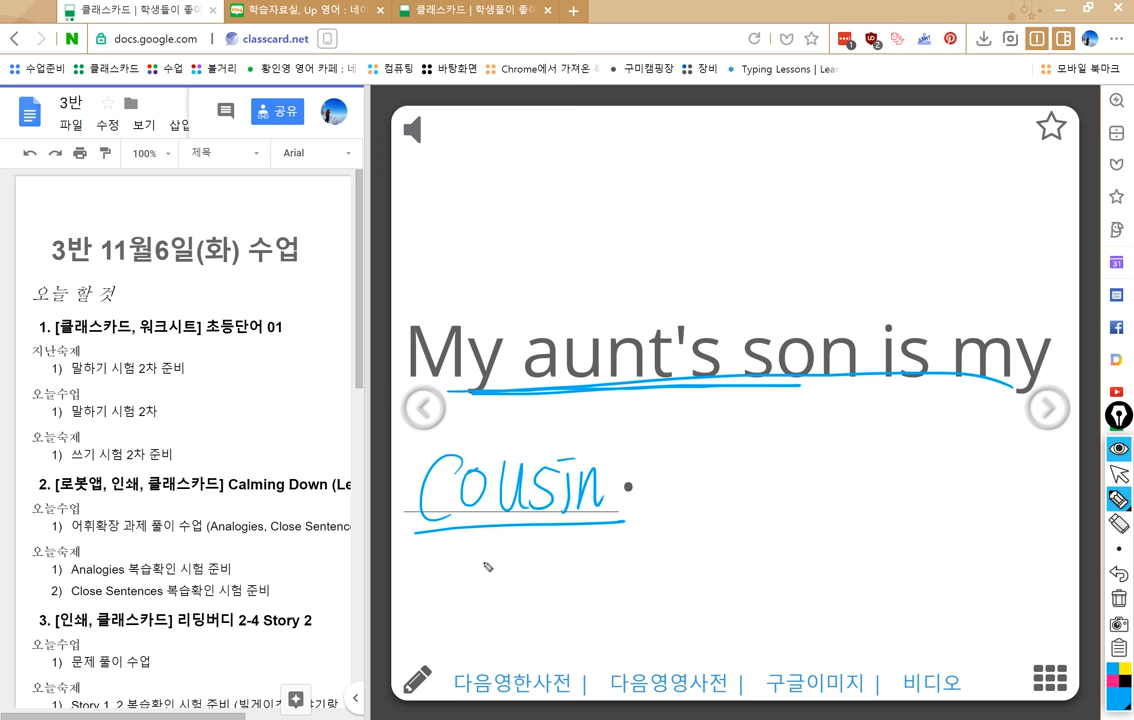 클래스카드 | 학생들이 좋아
학습자료실, Up 영어 : 네이
클래스카드 | 학생들이 좋아
docs.google.com | classcard.net
수업준비 클래스카드 수업 볼거리 황인영 영어 카페 : 네 컴퓨팅 바탕화면 Chrome에서 가져온 구미캠핑장 장비 Typing Lessons | Lear 모바일 북마크
3반
파일 수정 보기 삽입
공유
100% 제목 Arial
3반 11월6일(화) 수업
오늘 할 것
1. [클래스카드, 워크시트] 초등단어 01
지난숙제
1) 말하기 시험 2차 준비
오늘수업
1) 말하기 시험 2차
오늘숙제
1) 쓰기 시험 2차 준비
2. [로봇앱, 인쇄, 클래스카드] Calming Down (Le
오늘수업
1) 어휘확장 과제 풀이 수업 (Analogies, Close Sentenc
오늘숙제
1) Analogies 복습확인 시험 준비
2) Close Sentences 복습확인 시험 준비
3. [인쇄, 클래스카드] 리딩버디 2-4 Story 2
오늘수업
1) 문제 풀이 수업
오늘숙제
1) Story 1, 2 복습확인 시험 준비
My aunt's son is my
Cousin .
다음영한사전 | 다음영영사전 | 구글이미지 | 비디오